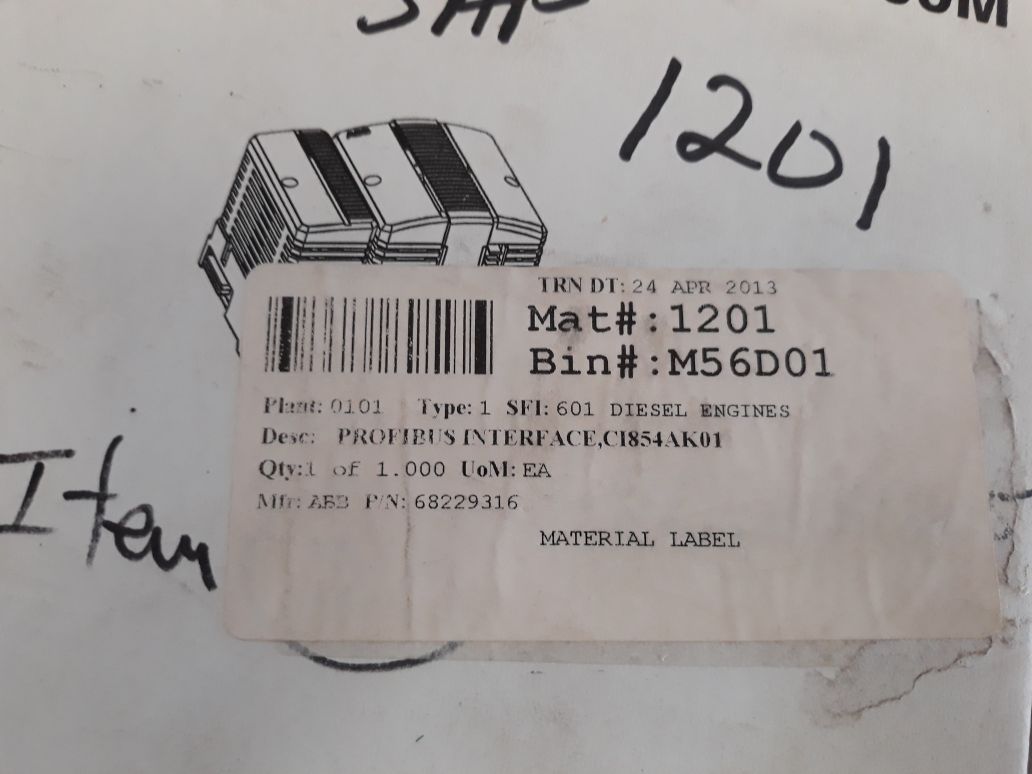 1201
TRN DT: 24 APR 2013
Mat#:1201
Bin#:M56D01
Plant: 0101 Type: 1 SFI: 601 DIESEL ENGINES
Desc: PROFIBUS INTERFACE,CI854AK01
Qty:1 of 1.000 UoM: EA
Mfr: ABB P/N: 68229316
MATERIAL LABEL
Item